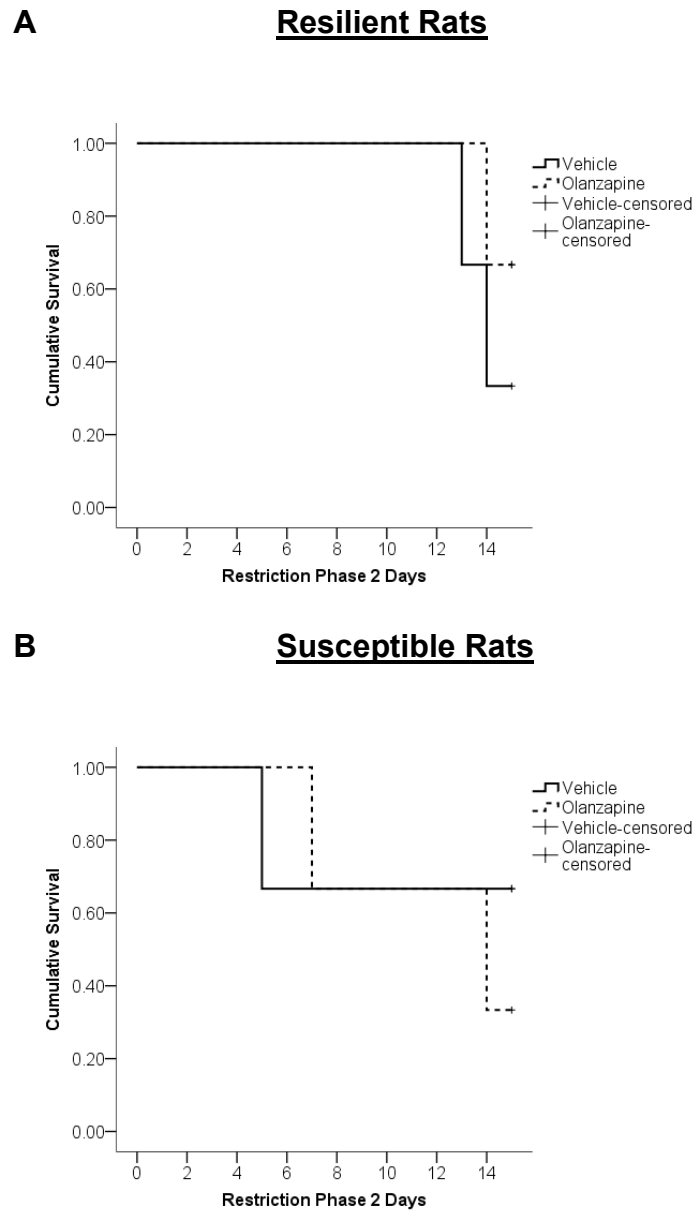 A
Resilient Rats
1.00
0.80
0.60
0.40
0.20
0.00
Cumulative Survival
0 2 4 6 8 10 12 14
Restriction Phase 2 Days
Vehicle
Olanzapine
Vehicle-censored
Olanzapine-
censored
B
Susceptible Rats
1.00
0.80
0.60
0.40
0.20
0.00
Cumulative Survival
0 2 4 6 8 10 12 14
Restriction Phase 2 Days
Vehicle
Olanzapine
Vehicle-censored
Olanzapine-
censored